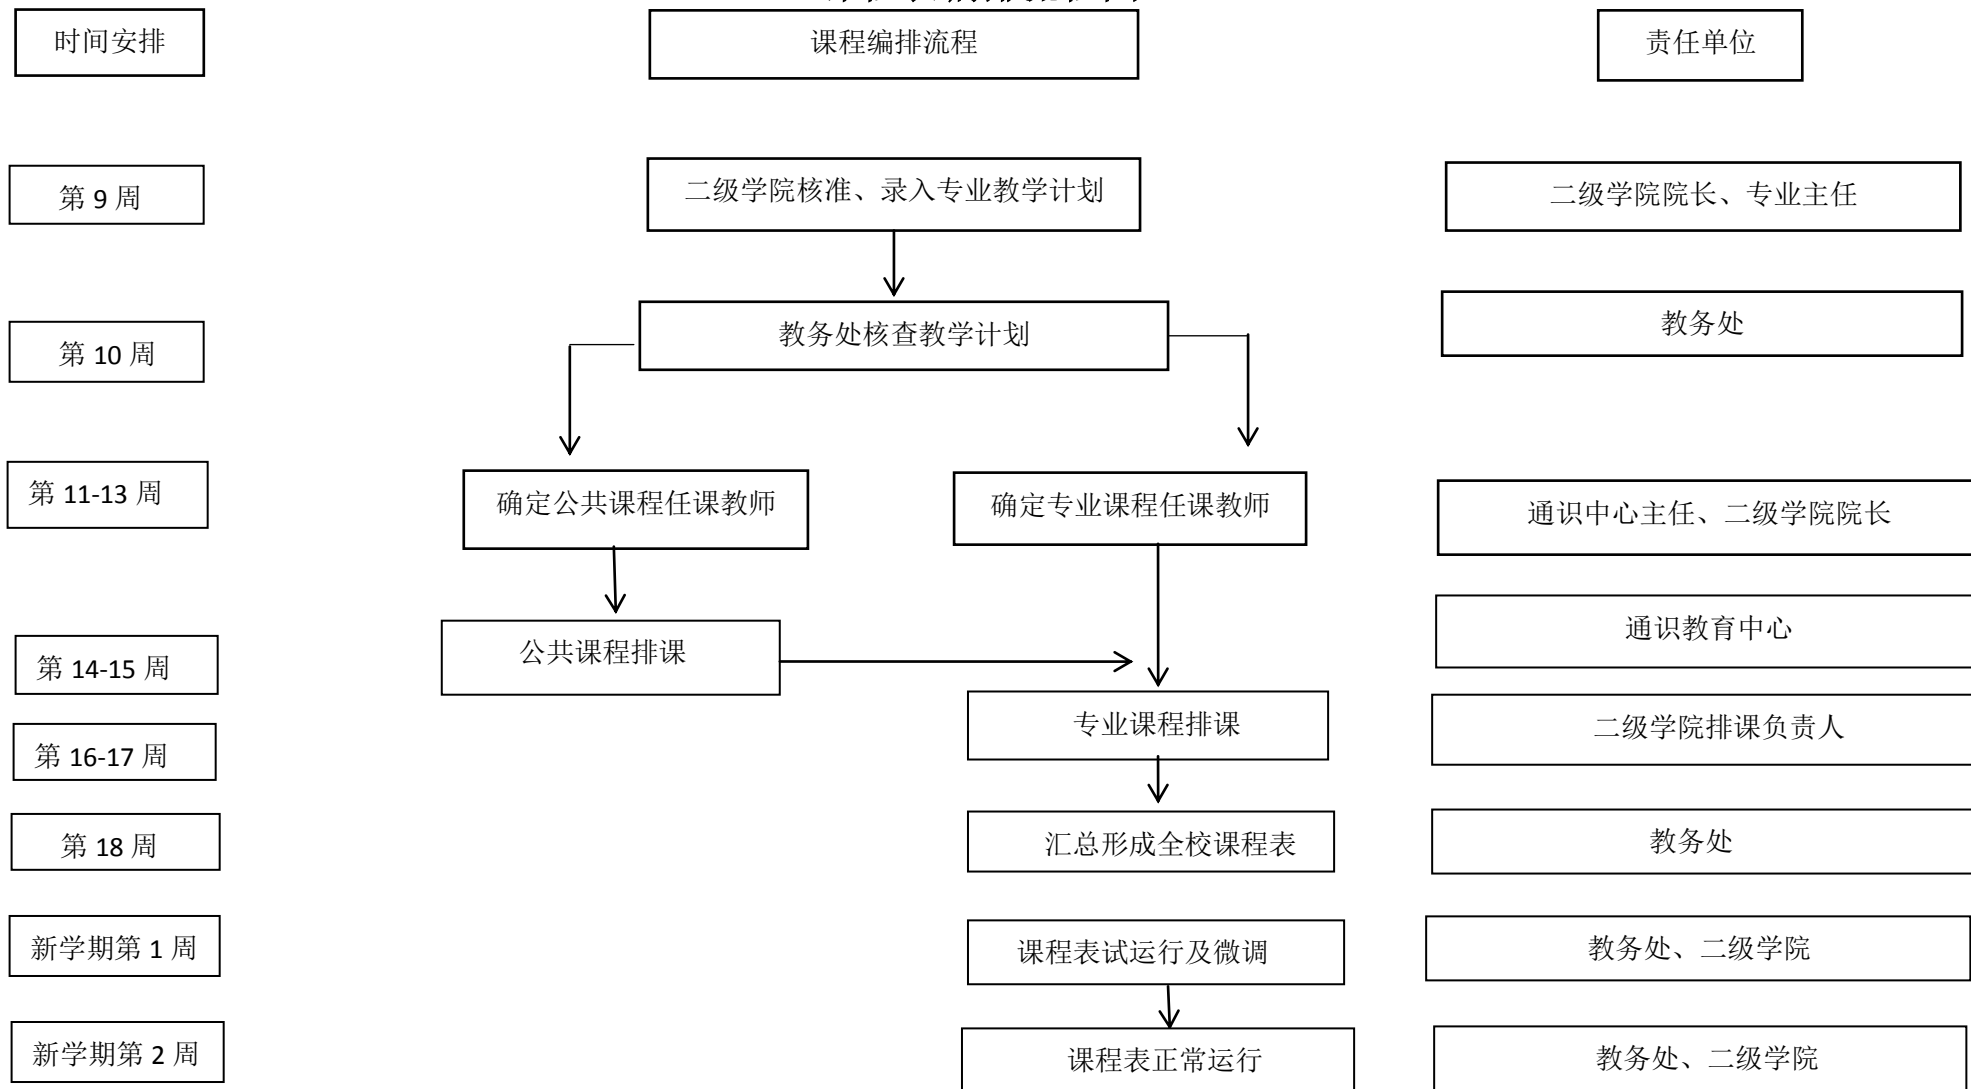 时间安排
课程编排流程
责任单位
第 9 周
二级学院核准、录入专业教学计划
二级学院院长、专业主任
第 10 周
教务处核查教学计划
教务处
第 11-13 周
确定公共课程任课教师
确定专业课程任课教师
通识中心主任、二级学院院长
第 14-15 周
公共课程排课
通识教育中心
第 16-17 周
专业课程排课
二级学院排课负责人
第 18 周
汇总形成全校课程表
教务处
新学期第 1 周
课程表试运行及微调
教务处、二级学院
新学期第 2 周
课程表正常运行
教务处、二级学院